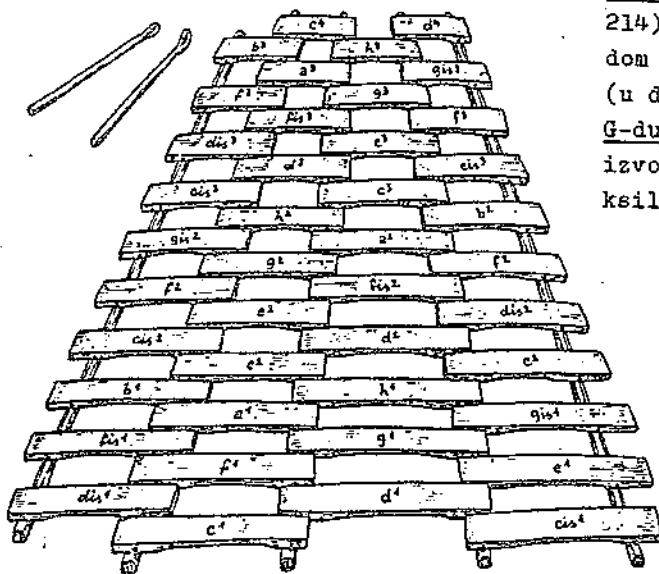 c⁴ d⁴
b³ h³
a³ gis³
f³ g³
fis³ f³
dis³ e³
d³ eis³
cis³ c³
h² b²
gis² a²
g² f²
f² fis²
e² dis²
cis² d²
c² c²
b¹ h¹
a¹ gis¹
fis¹ g¹
f¹ e¹
dis¹ d¹
c¹ cis¹
214)
dom
(u d
G-du
izvo
ksil